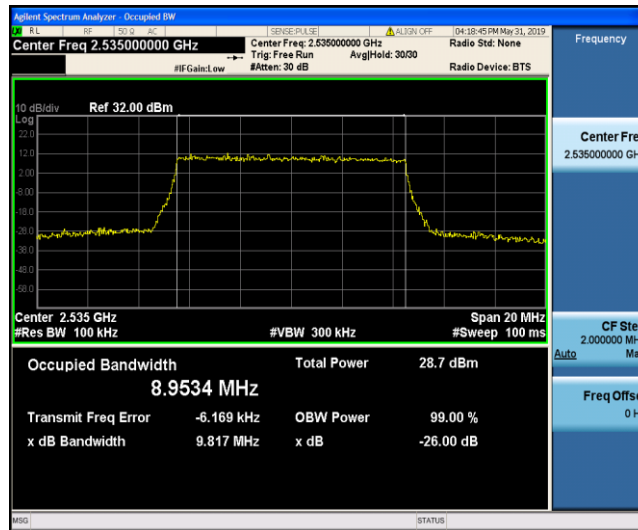 Agilent Spectrum Analyzer - Occupied BW
RL RF 50 Ω AC SENSE:PULSE ALIGN OFF 04:18:45 PM May 31, 2019
Center Freq 2.535000000 GHz Center Freq: 2.535000000 GHz Radio Std: None
Trig: Free Run Avg|Hold: 30/30
#IFGain:Low #Atten: 30 dB Radio Device: BTS
10 dB/div Ref 32.00 dBm
Log
22.0
12.0
2.00
-8.00
-18.0
-28.0
-38.0
-48.0
-58.0
Center 2.535 GHz Span 20 MHz
#Res BW 100 kHz #VBW 300 kHz #Sweep 100 ms
Occupied Bandwidth Total Power 28.7 dBm
8.9534 MHz
Transmit Freq Error -6.169 kHz OBW Power 99.00 %
x dB Bandwidth 9.817 MHz x dB -26.00 dB
MSG STATUS
Frequency
Center Fre
2.535000000 GH
CF Ste
2.000000 MH
Auto Ma
Freq Offse
0 H